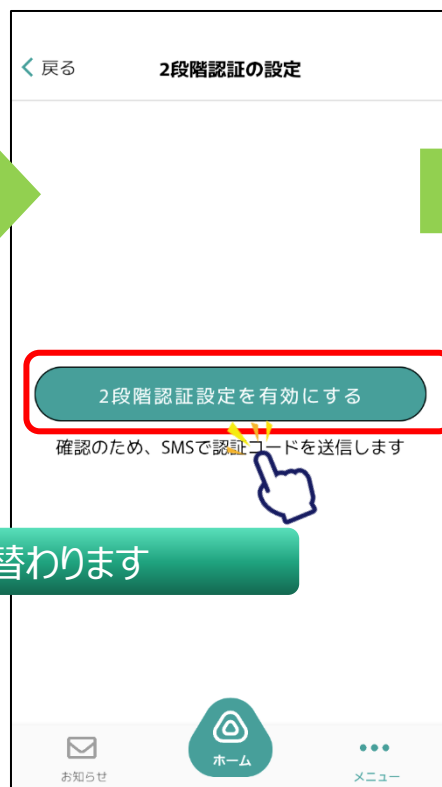 戻る
2段階認証の設定
2段階認証設定を有効にする
確認のため、SMSで認証コードを送信します
替わります
ホーム
お知らせ
メニュー